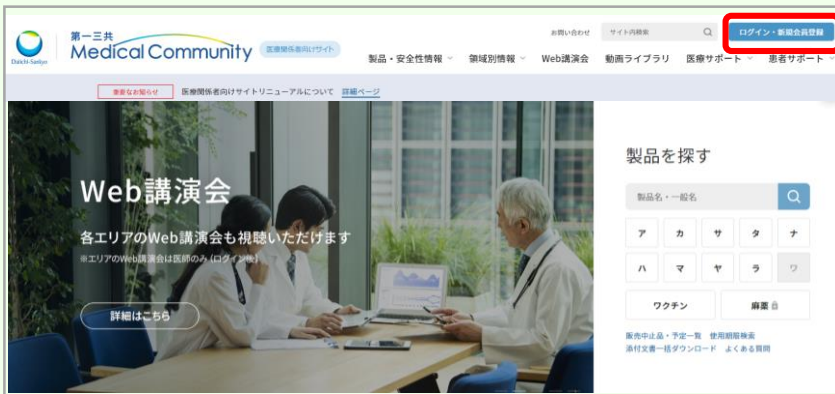 お問い合わせ
サイト内検索
ログイン・新規会員登録
Daiichi-Sankyo
第一三共
Medical Community
医療関係者向けサイト
製品・安全性情報
領域別情報
Web講演会
動画ライブラリ
医療サポート
患者サポート
重要なお知らせ
医療関係者向けサイトリニューアルについて 詳細ページ
Web講演会
各エリアのWeb講演会も視聴いただけます
※エリアのWeb講演会は医師のみ(ログイン後)
詳細はこちら
製品を探す
製品名・一般名
ア カ サ タ ナ
ハ マ ヤ ラ ワ
ワクチン 麻薬
販売中止品・予定一覧 使用期限検索
添付文書一括ダウンロード よくある質問